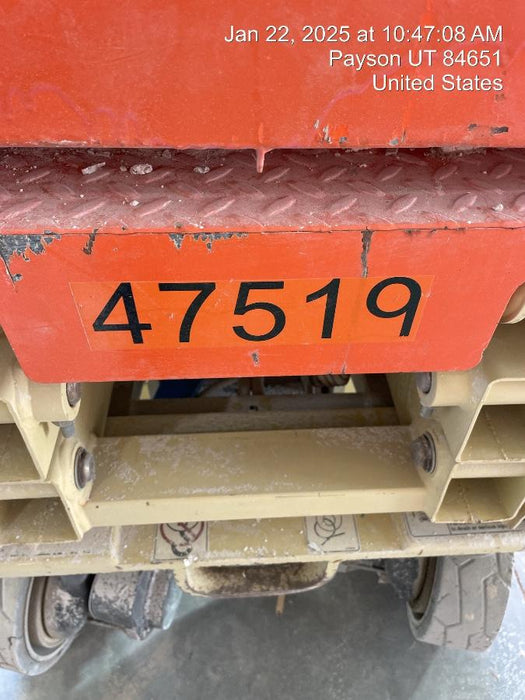 Jan 22, 2025 at 10:47:08 AM
Payson UT 84651
United States
47519